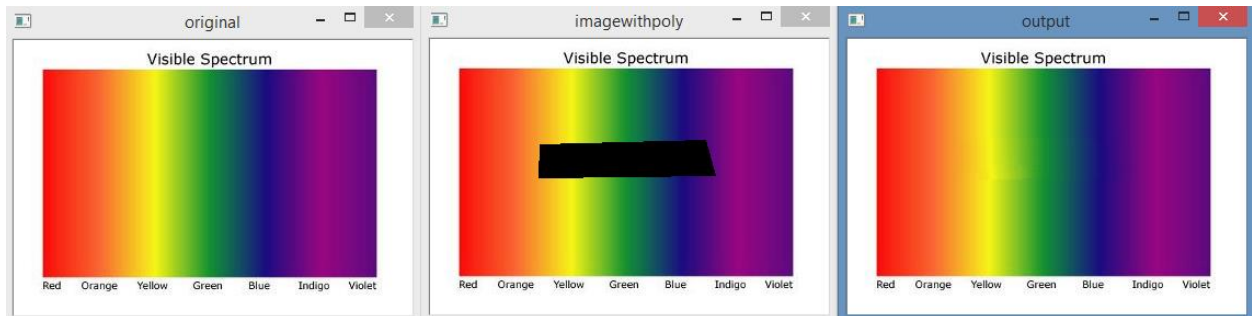 original
Visible Spectrum
Red Orange Yellow Green Blue Indigo Violet
imagewithpoly
Visible Spectrum
Red Orange Yellow Green Blue Indigo Violet
output
Visible Spectrum
Red Orange Yellow Green Blue Indigo Violet